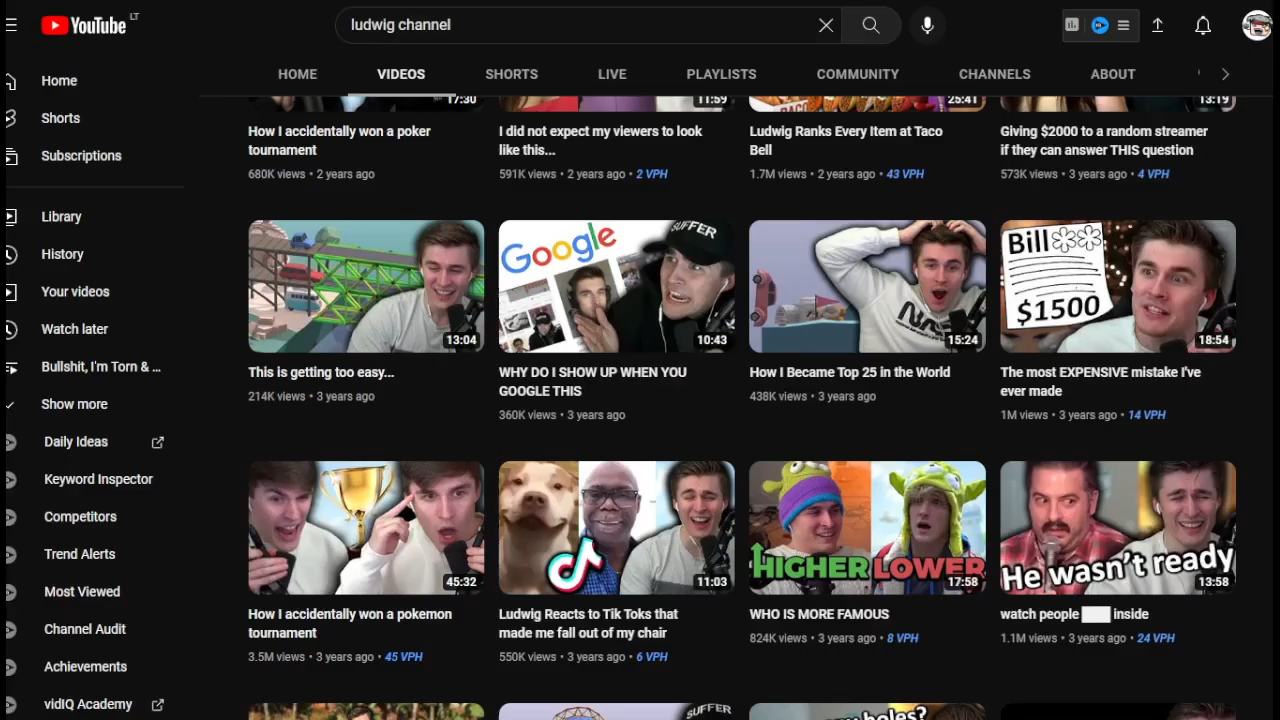 YouTube LT
ludwig channel
HOME VIDEOS SHORTS LIVE PLAYLISTS COMMUNITY CHANNELS ABOUT
Home
Shorts
Subscriptions
Library
History
Your videos
Watch later
Bullshit, I'm Torn & ...
Show more
Daily Ideas
Keyword Inspector
Competitors
Trend Alerts
Most Viewed
Channel Audit
Achievements
vidIQ Academy
17:30
How I accidentally won a poker
tournament
680K views • 2 years ago
11:59
I did not expect my viewers to look
like this...
591K views • 2 years ago • 2 VPH
25:41
Ludwig Ranks Every Item at Taco
Bell
1.7M views • 2 years ago • 43 VPH
13:19
Giving $2000 to a random streamer
if they can answer THIS question
573K views • 3 years ago • 4 VPH
13:04
This is getting too easy...
214K views • 3 years ago
Google
SUFFER
10:43
WHY DO I SHOW UP WHEN YOU
GOOGLE THIS
360K views • 3 years ago
15:24
How I Became Top 25 in the World
438K views • 3 years ago
Bill
$1500
18:54
The most EXPENSIVE mistake I've
ever made
1M views • 3 years ago • 14 VPH
45:32
How I accidentally won a pokemon
tournament
3.5M views • 3 years ago • 45 VPH
11:03
Ludwig Reacts to Tik Toks that
made me fall out of my chair
550K views • 3 years ago • 6 VPH
HIGHER LOWER
17:58
WHO IS MORE FAMOUS
824K views • 3 years ago • 8 VPH
He wasn't ready
13:58
watch people inside
1.1M views • 3 years ago • 24 VPH
SUFFER
holes?